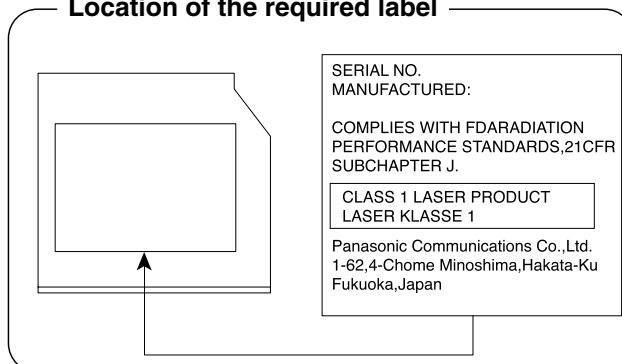 Location of the required label
SERIAL NO.
MANUFACTURED:
COMPLIES WITH FDARADIATION
PERFORMANCE STANDARDS,21CFR
SUBCHAPTER J.
CLASS 1 LASER PRODUCT
LASER KLASSE 1
Panasonic Communications Co.,Ltd.
1-62,4-Chome Minoshima,Hakata-Ku
Fukuoka,Japan